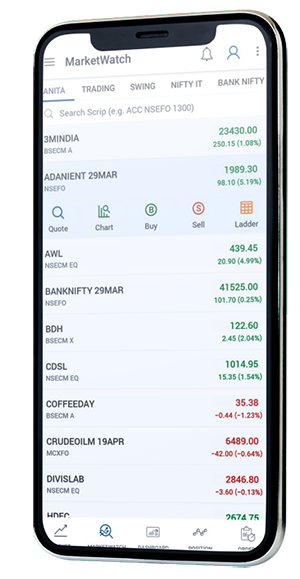 MarketWatch
ANITA TRADING SWING NIFTY IT BANK NIFTY
Search Scrip (e.g. ACC NSEFO 1300)
3MINDIA 23430.00
BSECM A 250.15 (1.08%)
ADANIENT 29MAR 1989.30
NSEFO 98.10 (5.19%)
B S
Quote Chart Buy Sell Ladder
AWL 439.45
NSECM EQ 20.90 (4.99%)
BANKNIFTY 29MAR 41525.00
NSEFO 101.70 (0.25%)
BDH 122.60
BSECM X 2.45 (2.04%)
CDSL 1014.95
NSECM EQ 15.35 (1.54%)
COFFEEDAY 35.38
BSECM A -0.44 (-1.23%)
CRUDEOILM 19APR 6489.00
MCXFO -42.00 (-0.64%)
DIVISLAB 2846.80
NSECM EQ -3.60 (-0.13%)
HDFC 2674.75
MARKETWATCH DASHBOARD POSITION